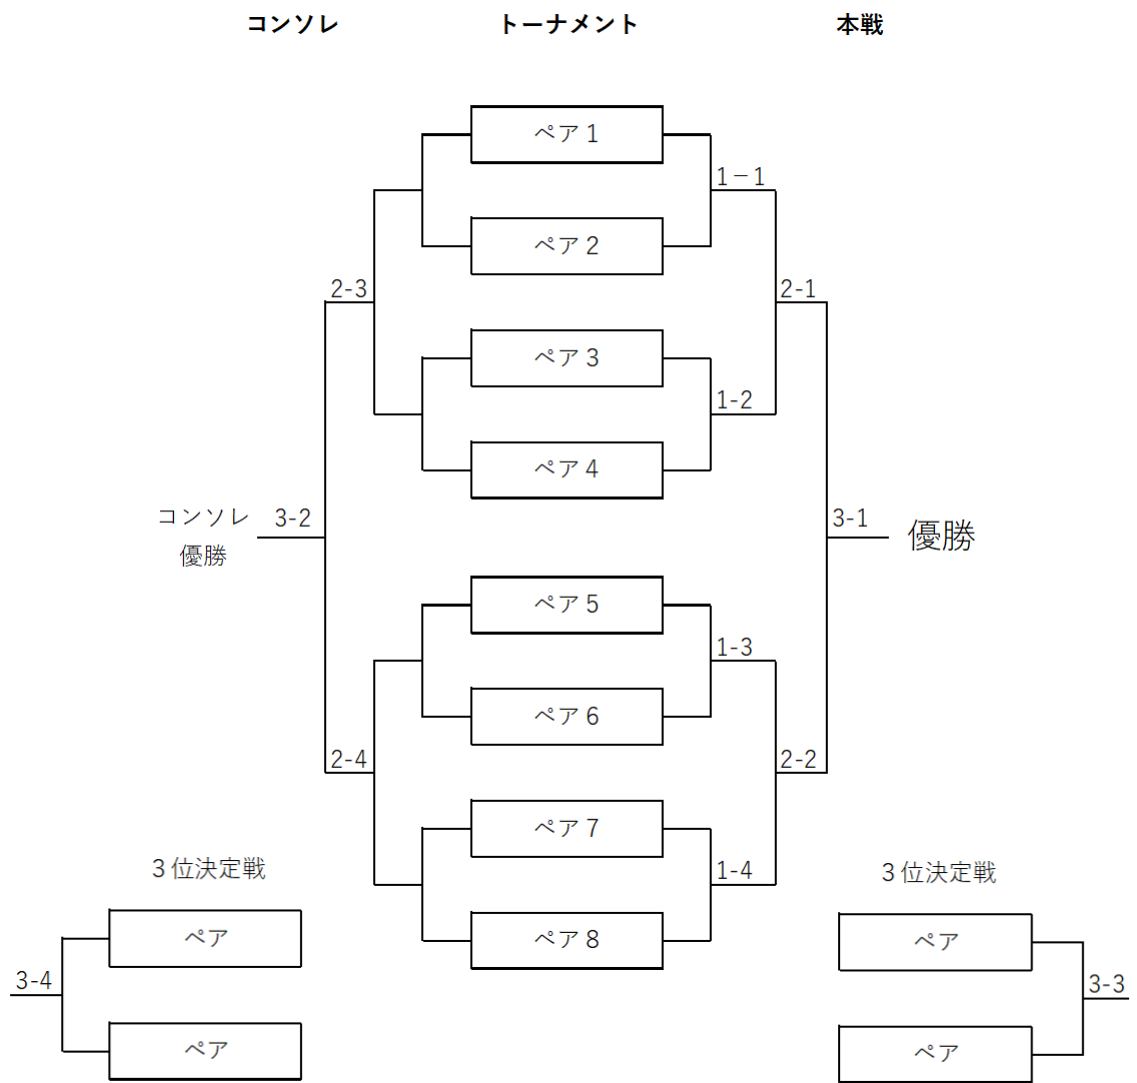 コンソレ トーナメント 本戦
ペア１
1－1
ペア２
2-3
2-1
ペア３
1-2
ペア４
コンソレ
優勝
3-2
3-1
優勝
ペア５
1-3
ペア６
2-4
2-2
ペア７
３位決定戦
1-4
３位決定戦
ペア
ペア８
ペア
3-4
3-3
ペア
ペア